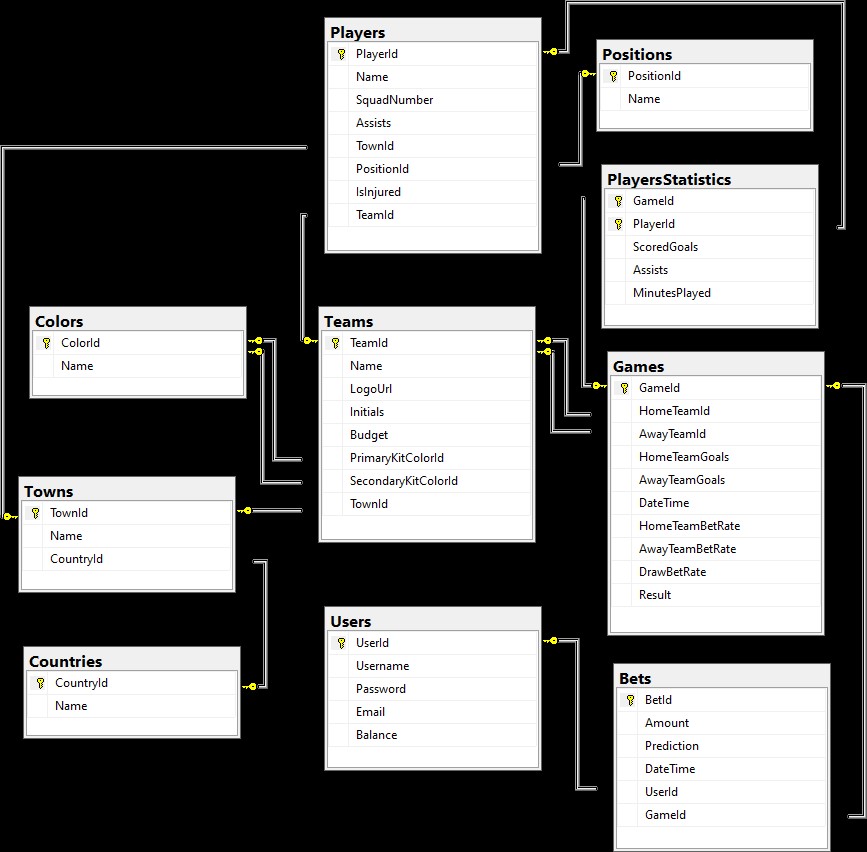 Players
PlayerId
Name
SquadNumber
Assists
TownId
PositionId
IsInjured
TeamId
Positions
PositionId
Name
PlayersStatistics
GameId
PlayerId
ScoredGoals
Assists
MinutesPlayed
Colors
ColorId
Name
Teams
TeamId
Name
LogoUrl
Initials
Budget
PrimaryKitColorId
SecondaryKitColorId
TownId
Games
GameId
HomeTeamId
AwayTeamId
HomeTeamGoals
AwayTeamGoals
DateTime
HomeTeamBetRate
AwayTeamBetRate
DrawBetRate
Result
Towns
TownId
Name
CountryId
Countries
CountryId
Name
Users
UserId
Username
Password
Email
Balance
Bets
BetId
Amount
Prediction
DateTime
UserId
GameId